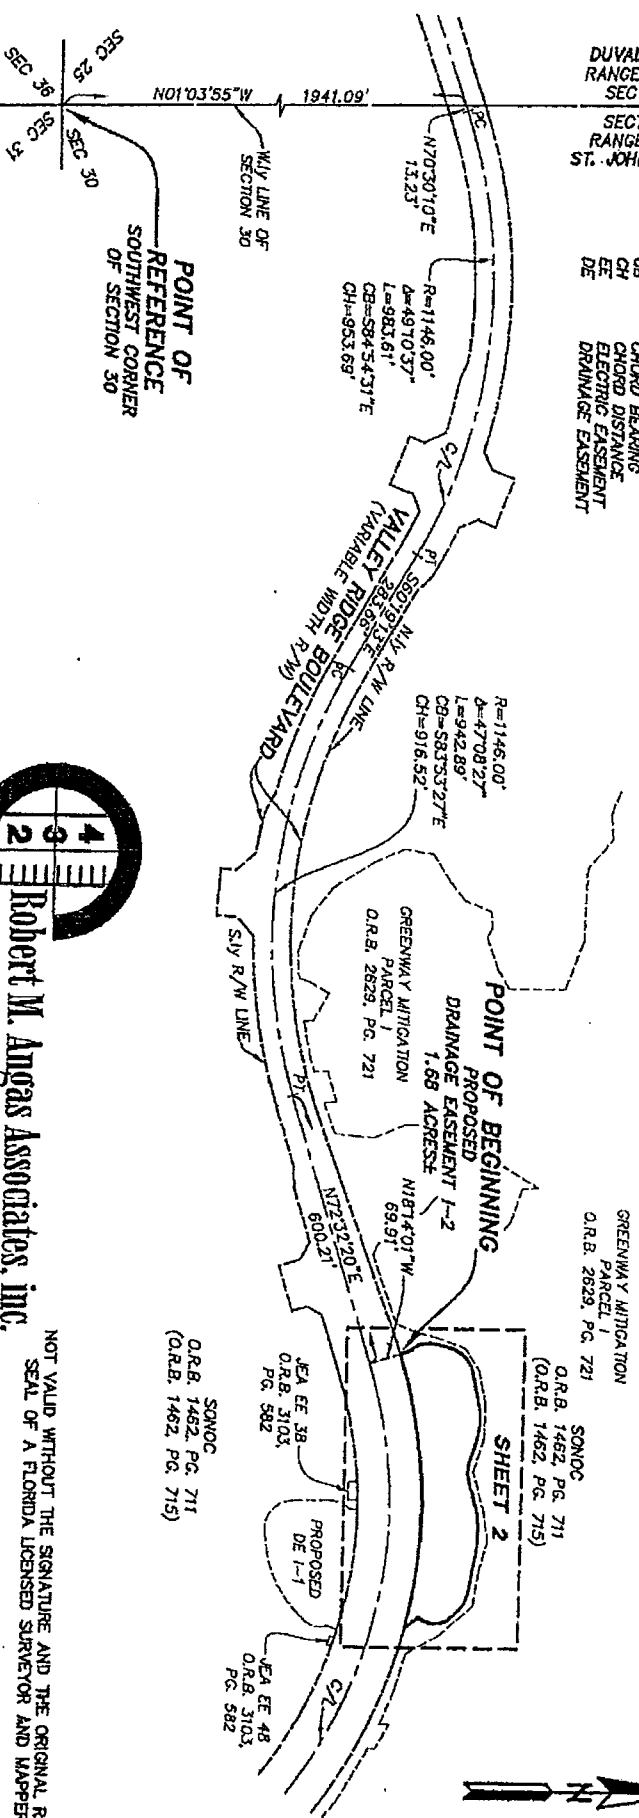 DUVAL
RANGE
SEC
SECT
RANGE
ST. JOH
CH
EE
DE
CHORD BEARING
CHORD DISTANCE
ELECTRIC EASEMENT
DRAINAGE EASEMENT
SEC 25
SEC 36
SEC 30
SEC 31
N01°03'55"W
1941.09'
W.ly LINE OF
SECTION 30
POINT OF
REFERENCE
SOUTHWEST CORNER
OF SECTION 30
PC
N70°30'10"E
13.23'
R=1146.00'
Δ=49°10'37"
L=983.61'
CB=S84°54'31"E
CH=953.69'
C/L
PT
S60°19'13"E
283.66'
N.ly R/W LINE
PC
VALLEY RIDGE BOULEVARD
(VARIABLE WIDTH R/W)
R=1146.00'
Δ=47°08'27"
L=942.89'
CB=S83°53'27"E
CH=916.52'
GREENWAY MITIGATION
PARCEL 1
O.R.B. 2629, PG. 721
S.ly R/W LINE
PT
POINT OF BEGINNING
PROPOSED
DRAINAGE EASEMENT 1-2
1.68 ACRES±
N18°14'01"W
69.91'
N72°32'20"E
600.21'
GREENWAY MITIGATION
PARCEL 1
O.R.B. 2629, PG. 721
SONOC
O.R.B. 1462, PG. 711
(O.R.B. 1462, PG. 715)
SHEET 2
JEA EE 3B
O.R.B. 3103,
PG. 582
SONOC
O.R.B. 1462, PG. 711
(O.R.B. 1462, PG. 715)
PROPOSED
DE 1-1
JEA EE 4B
O.R.B. 3103,
PG. 582
C/L
N
4
3
2
Robert M. Angas Associates, inc.
NOT VALID WITHOUT THE SIGNATURE AND THE ORIGINAL R
SEAL OF A FLORIDA LICENSED SURVEYOR AND MAPPER